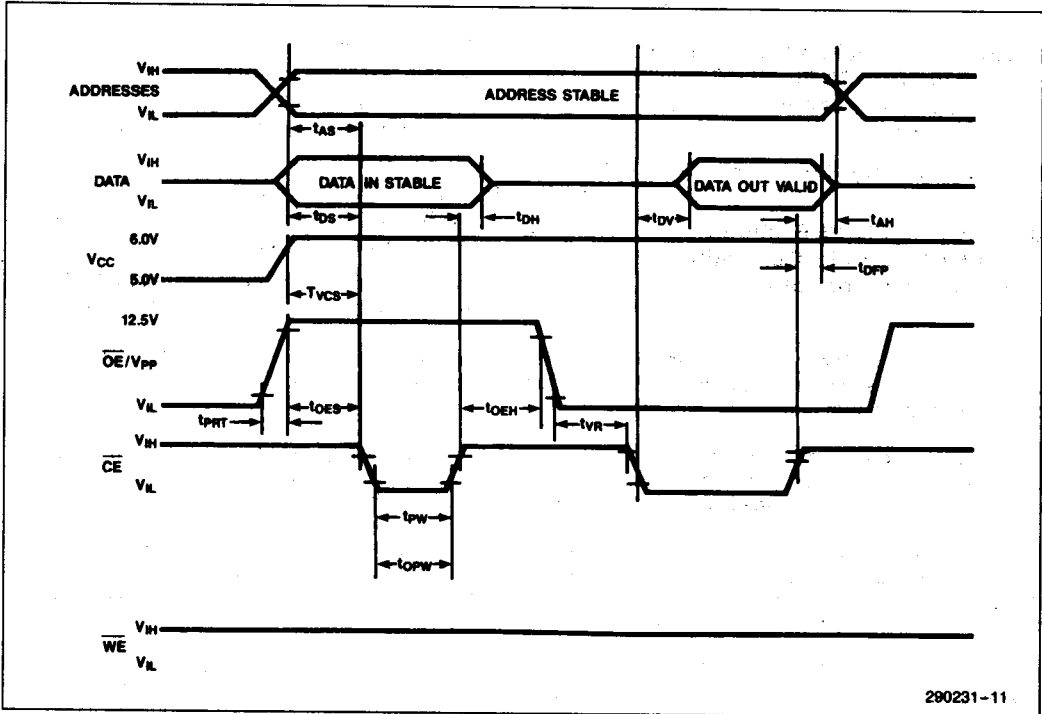 VIH
ADDRESSES
ADDRESS STABLE
VIL
tAS
VIH
DATA
DATA IN STABLE
DATA OUT VALID
VIL
tDS
tDH
tDV
tAH
6.0V
VCC
tDFP
5.0V
TVCS
12.5V
OE/VPP
VIL
tOES
tOEH
tPRT
tVR
VIH
CE
VIL
tPW
tOPW
VIH
WE
VIL
290231-11